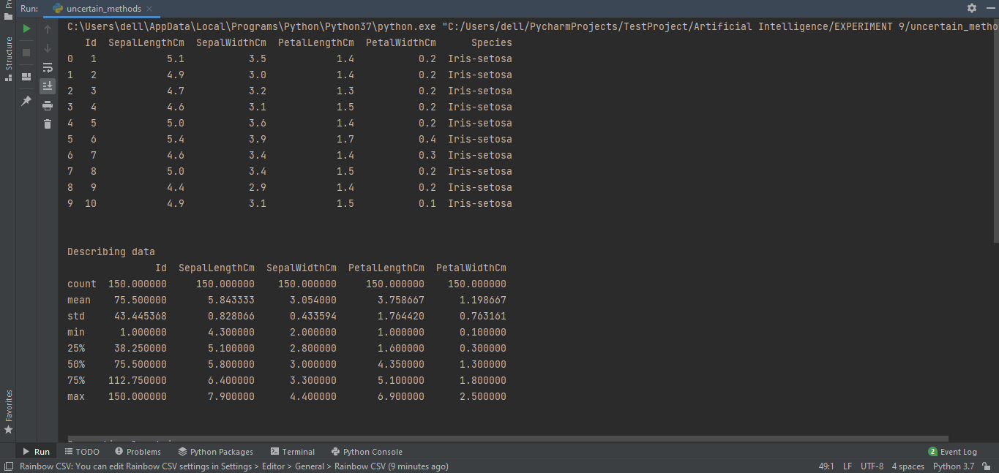 Run: uncertain_methods
C:\Users\dell\AppData\Local\Programs\Python\Python37\python.exe "C:/Users/dell/PycharmProjects/TestProject/Artificial Intelligence/EXPERIMENT 9/uncertain_metho
Id SepalLengthCm SepalWidthCm PetalLengthCm PetalWidthCm Species
0 1 5.1 3.5 1.4 0.2 Iris-setosa
1 2 4.9 3.0 1.4 0.2 Iris-setosa
2 3 4.7 3.2 1.3 0.2 Iris-setosa
3 4 4.6 3.1 1.5 0.2 Iris-setosa
4 5 5.0 3.6 1.4 0.2 Iris-setosa
5 6 5.4 3.9 1.7 0.4 Iris-setosa
6 7 4.6 3.4 1.4 0.3 Iris-setosa
7 8 5.0 3.4 1.5 0.2 Iris-setosa
8 9 4.4 2.9 1.4 0.2 Iris-setosa
9 10 4.9 3.1 1.5 0.1 Iris-setosa
Describing data
Id SepalLengthCm SepalWidthCm PetalLengthCm PetalWidthCm
count 150.000000 150.000000 150.000000 150.000000 150.000000
mean 75.500000 5.843333 3.054000 3.758667 1.198667
std 43.445368 0.828066 0.433594 1.764420 0.763161
min 1.000000 4.300000 2.000000 1.000000 0.100000
25% 38.250000 5.100000 2.800000 1.600000 0.300000
50% 75.500000 5.800000 3.000000 4.350000 1.300000
75% 112.750000 6.400000 3.300000 5.100000 1.800000
max 150.000000 7.900000 4.400000 6.900000 2.500000
Structure
Favorites
Run TODO Problems Python Packages Terminal Python Console 2 Event Log
Rainbow CSV: You can edit Rainbow CSV settings in Settings > Editor > General > Rainbow CSV (9 minutes ago) 49:1 LF UTF-8 4 spaces Python 3.7